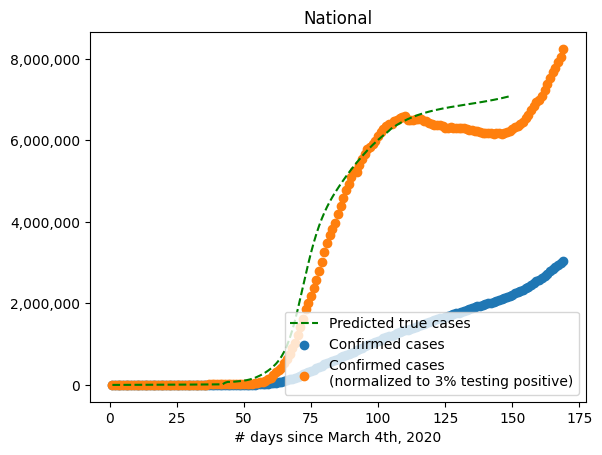 National
8,000,000
6,000,000
4,000,000
2,000,000
0
Predicted true cases
Confirmed cases
Confirmed cases
(normalized to 3% testing positive)
0 25 50 75 100 125 150 175
# days since March 4th, 2020